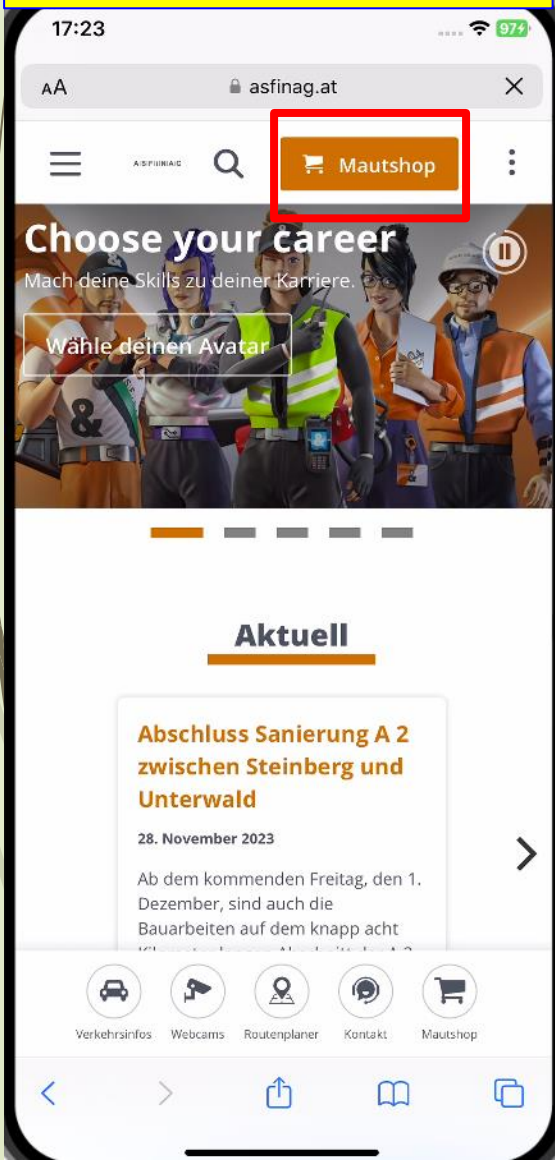 17:23
97
AA
asfinag.at
ASFINAG
Mautshop
Choose your career
Mach deine Skills zu deiner Karriere.
Wähle deinen Avatar
&
Aktuell
Abschluss Sanierung A 2
zwischen Steinberg und
Unterwald
28. November 2023
Ab dem kommenden Freitag, den 1.
Dezember, sind auch die
Bauarbeiten auf dem knapp acht
Verkehrsinfos
Webcams
Routenplaner
Kontakt
Mautshop